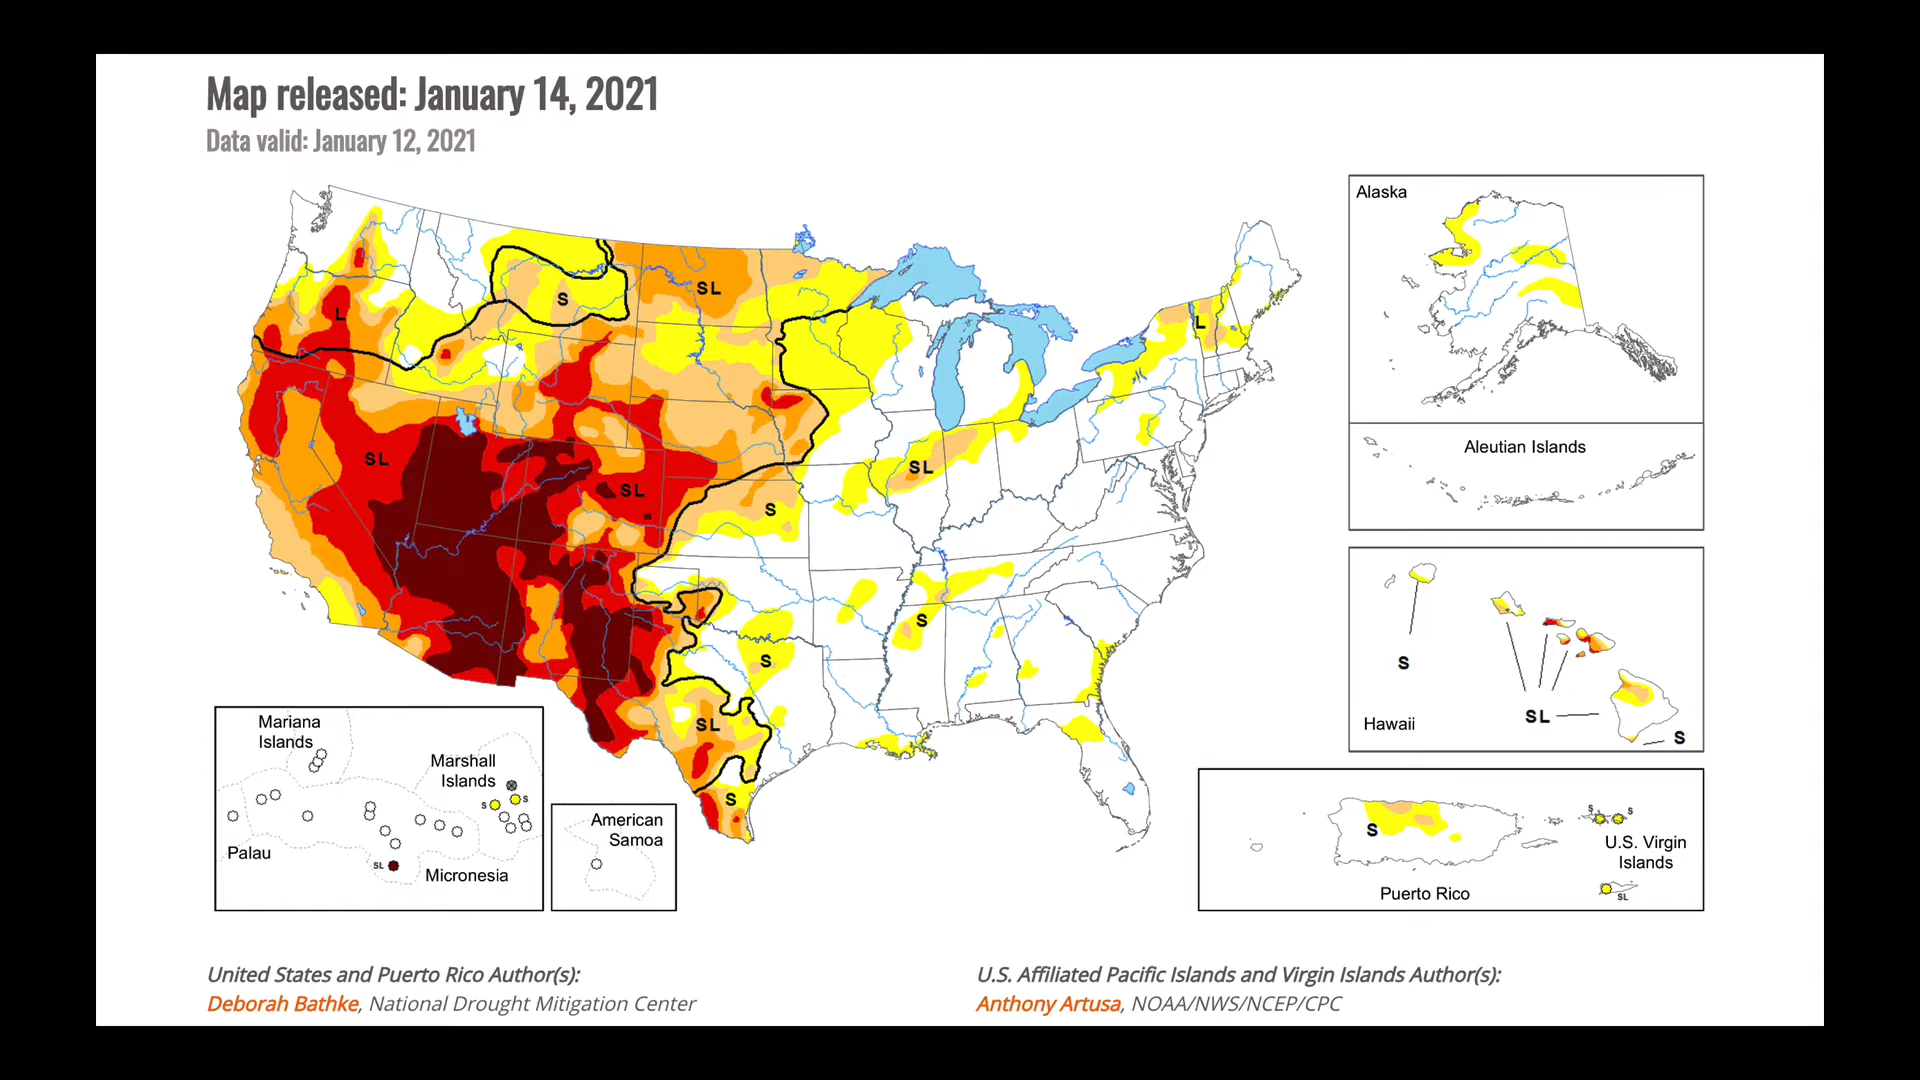 Map released: January 14, 2021
Data valid: January 12, 2021
Alaska
Aleutian Islands
S
SL
L
L
SL
SL
SL
S
S
S
SL
S
S
S
SL
S
Hawaii
Mariana
Islands
Marshall
Islands
S
S
Palau
SL
Micronesia
American
Samoa
S
S
S
U.S. Virgin
Islands
SL
Puerto Rico
United States and Puerto Rico Author(s):
Deborah Bathke, National Drought Mitigation Center
U.S. Affiliated Pacific Islands and Virgin Islands Author(s):
Anthony Artusa, NOAA/NWS/NCEP/CPC